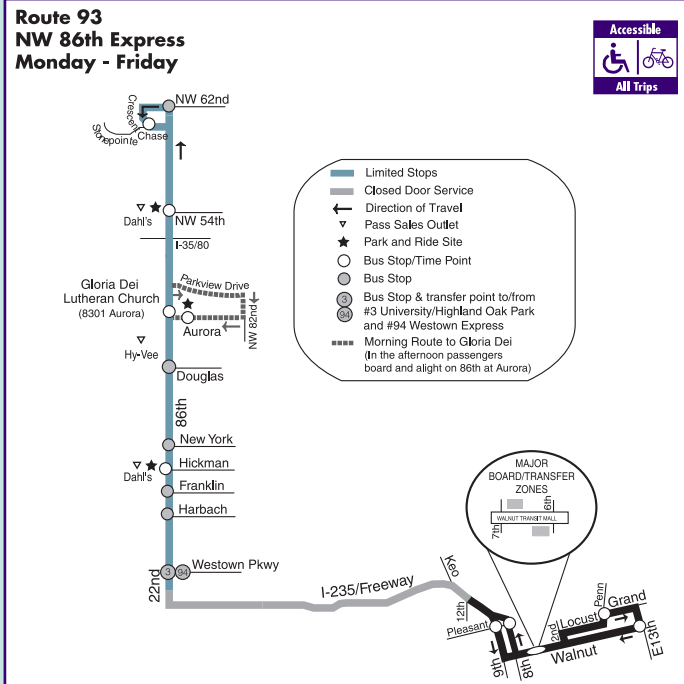 Route 93
NW 86th Express
Monday - Friday
Accessible
All Trips
NW 62nd
Crescent
Stonepointe
Chase
Dahl's
NW 54th
I-35/80
Gloria Dei
Lutheran Church
(8301 Aurora)
Parkview Drive
NW 82nd
Aurora
Hy-Vee
Douglas
86th
New York
Hickman
Dahl's
Franklin
Harbach
3
94
Westown Pkwy
22nd
I-235/Freeway
Keo
12th
Pleasant
9th
8th
Walnut
2nd
Locust
Penn
Grand
E13th
Limited Stops
Closed Door Service
Direction of Travel
Pass Sales Outlet
Park and Ride Site
Bus Stop/Time Point
Bus Stop
3
94
Bus Stop & transfer point to/from
#3 University/Highland Oak Park
and #94 Westown Express
Morning Route to Gloria Dei
(In the afternoon passengers
board and alight on 86th at Aurora)
MAJOR
BOARD/TRANSFER
ZONES
6th
WALNUT TRANSIT MALL
7th